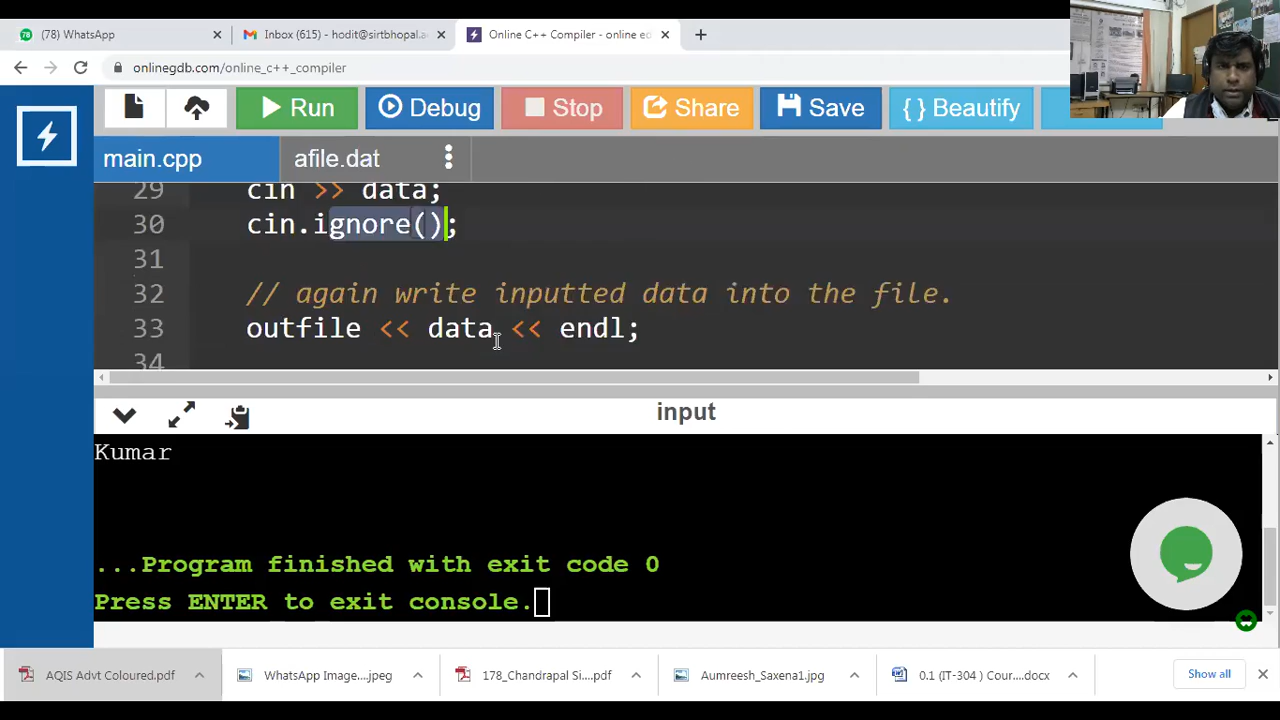 (78) WhatsApp
Inbox (615) - hodit@sirtbhopal.
Online C++ Compiler - online ed
onlinegdb.com/online_c++_compiler
Run
Debug
Stop
Share
Save
{ } Beautify
main.cpp
afile.dat
29 cin >> data;
30 cin.ignore();
31
32 // again write inputted data into the file.
33 outfile << data << endl;
34
input
Kumar
...Program finished with exit code 0
Press ENTER to exit console.
AQIS Advt Coloured.pdf
WhatsApp Image....jpeg
178_Chandrapal Si....pdf
Aumreesh_Saxena1.jpg
0.1 (IT-304 ) Cour....docx
Show all